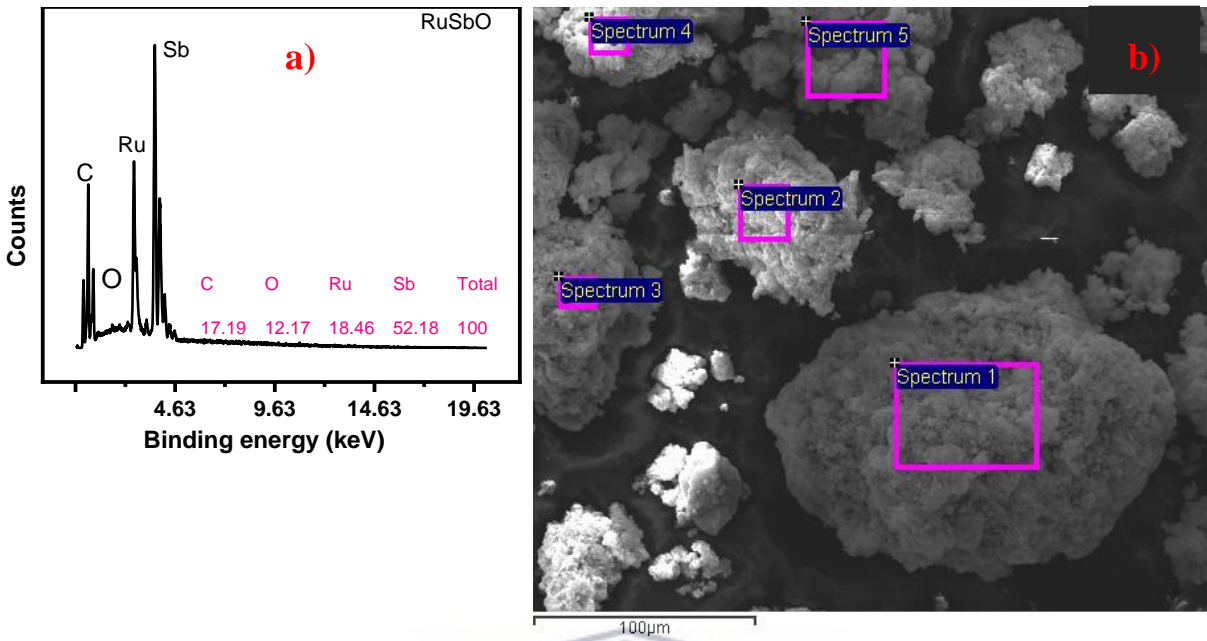 RuSbO
a)
Sb
Ru
C
O
C O Ru Sb Total
17.19 12.17 18.46 52.18 100
Counts
4.63 9.63 14.63 19.63
Binding energy (keV)
b)
Spectrum 4
Spectrum 5
Spectrum 2
Spectrum 3
Spectrum 1
100µm